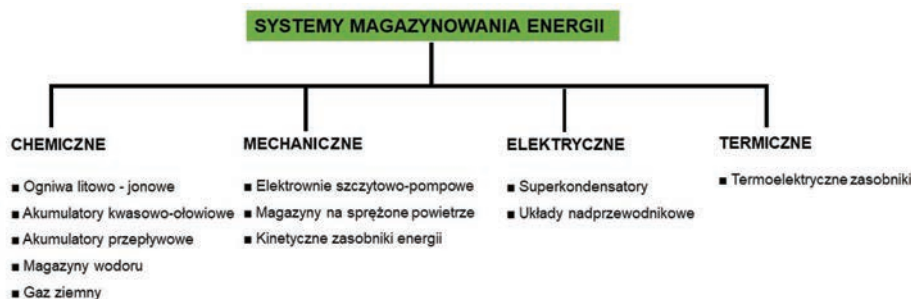 SYSTEMY MAGAZYNOWANIA ENERGII
CHEMICZNE
■ Ogniwa litowo - jonowe
■ Akumulatory kwasowo-ołowiowe
■ Akumulatory przepływowe
■ Magazyny wodoru
■ Gaz ziemny
MECHANICZNE
■ Elektrownie szczytowo-pompowe
■ Magazyny na sprężone powietrze
■ Kinetyczne zasobniki energii
ELEKTRYCZNE
■ Superkondensatory
■ Układy nadprzewodnikowe
TERMICZNE
■ Termoelektryczne zasobniki